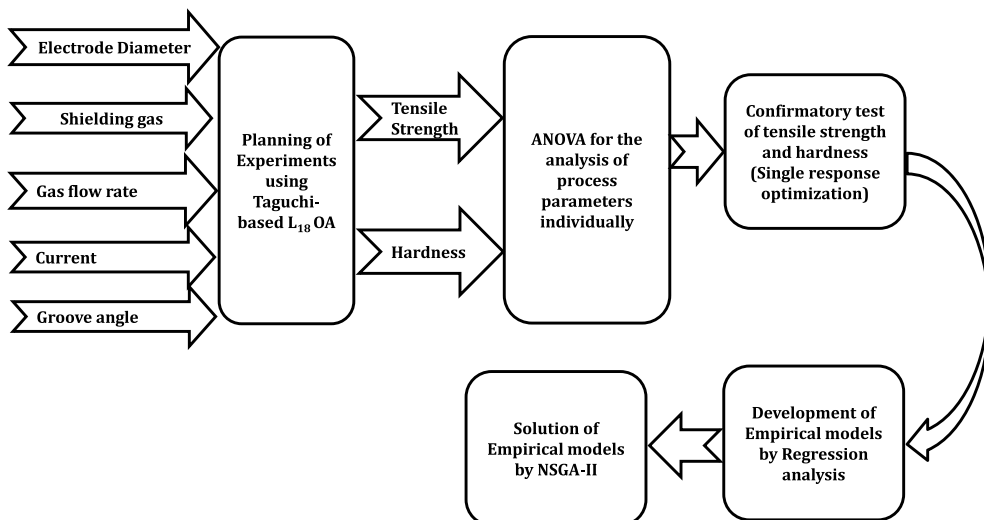 Electrode Diameter
Shielding gas
Gas flow rate
Current
Groove angle
Planning of
Experiments
using
Taguchi-
based L₁₈ OA
Tensile
Strength
Hardness
ANOVA for the
analysis of
process
parameters
individually
Confirmatory test
of tensile strength
and hardness
(Single response
optimization)
Development of
Empirical models
by Regression
analysis
Solution of
Empirical models
by NSGA-II